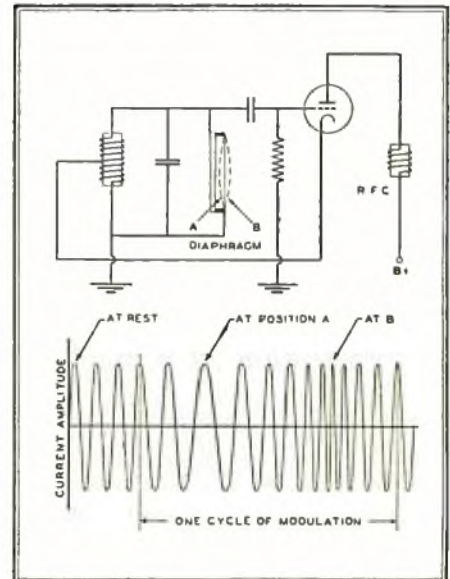 R F C
A
B
DIAPHRAGM
B+
AT REST
AT POSITION A
AT B
CURRENT AMPLITUDE
ONE CYCLE OF MODULATION